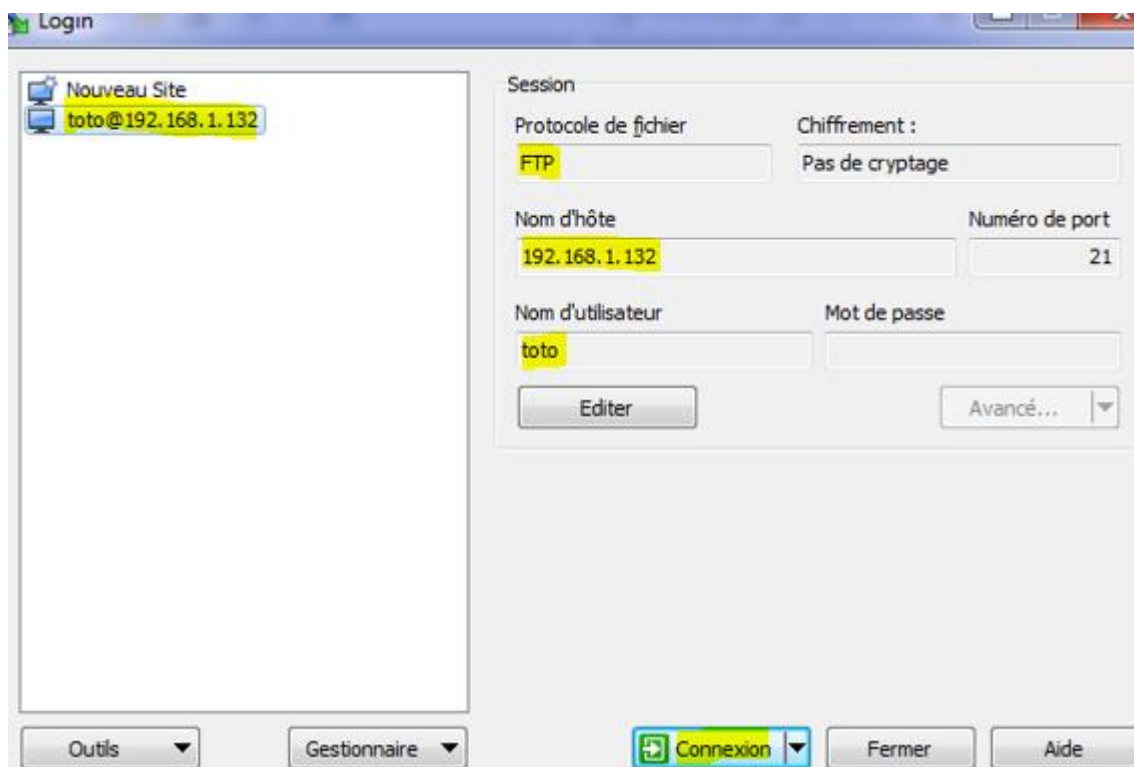 Login
Nouveau Site
toto@192.168.1.132
Session
Protocole de fichier
Chiffrement :
FTP
Pas de cryptage
Nom d'hôte
Numéro de port
192.168.1.132
21
Nom d'utilisateur
Mot de passe
toto
Editer
Avancé...
Outils
Gestionnaire
Connexion
Fermer
Aide